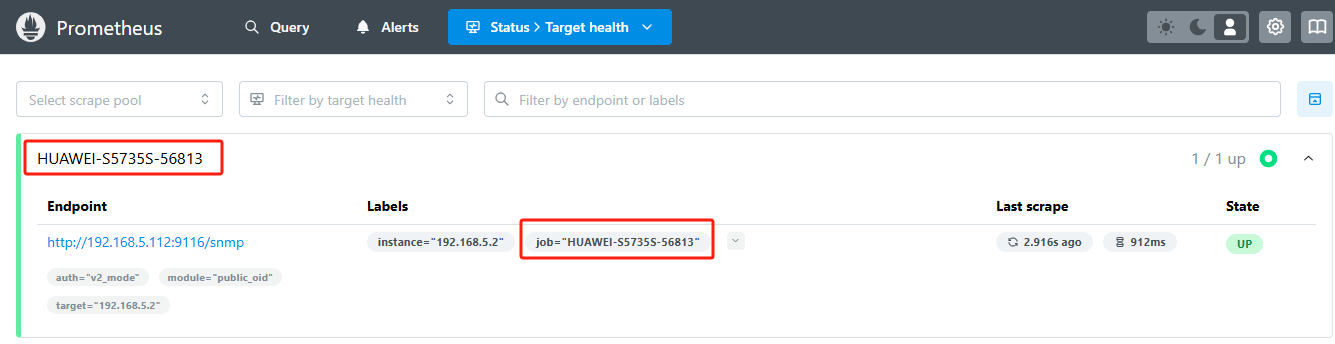 Prometheus Query Alerts Status > Target health
Select scrape pool Filter by target health Filter by endpoint or labels
HUAWEI-S5735S-56813 1 / 1 up
Endpoint Labels Last scrape State
http://192.168.5.112:9116/snmp instance="192.168.5.2" job="HUAWEI-S5735S-56813" 2.916s ago 912ms UP
auth="v2_mode" module="public_oid"
target="192.168.5.2"